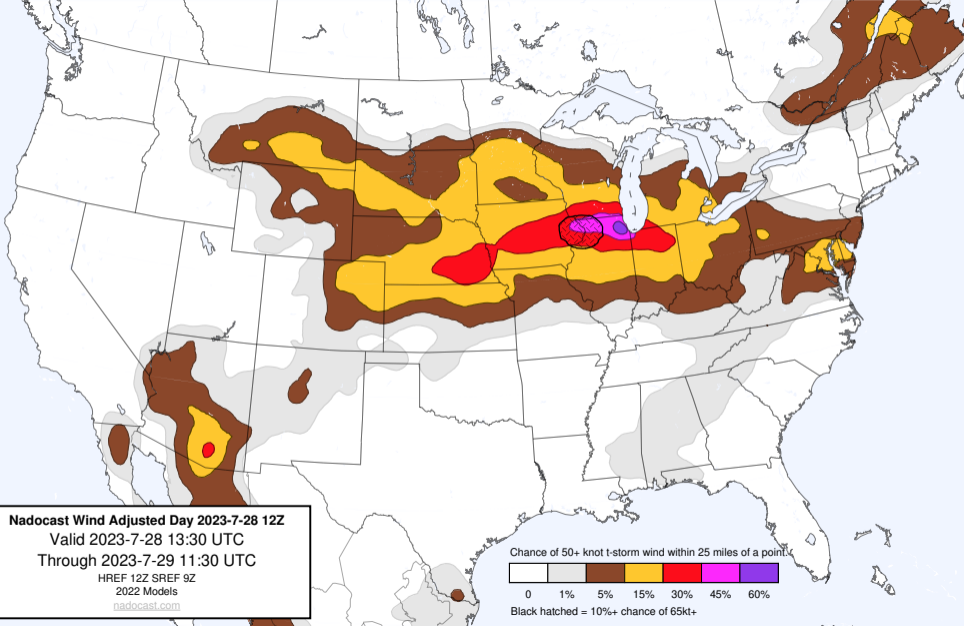 Nadocast Wind Adjusted Day 2023-7-28 12Z
Valid 2023-7-28 13:30 UTC
Through 2023-7-29 11:30 UTC
HREF 12Z SREF 9Z
2022 Models
nadocast.com
Chance of 50+ knot t-storm wind within 25 miles of a point.
0 1% 5% 15% 30% 45% 60%
Black hatched = 10%+ chance of 65kt+